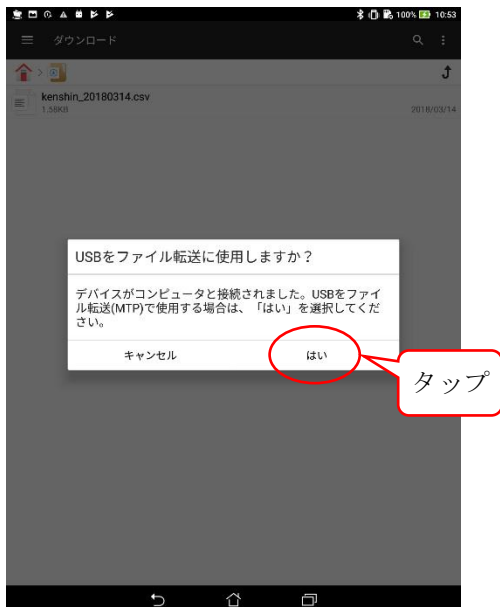 100% 10:53
ダウンロード
kenshin_20180314.csv
1.58KB 2018/03/14
USBをファイル転送に使用しますか？
デバイスがコンピュータと接続されました。USBをファイ
ル転送(MTP)で使用する場合は、「はい」を選択してくだ
さい。
キャンセル はい
タップ